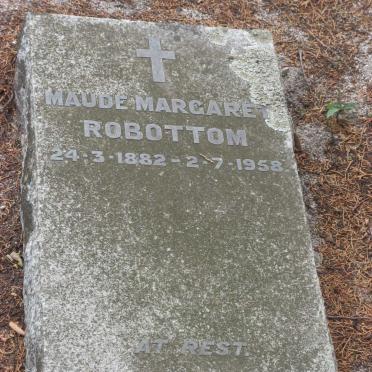 MAUDE MARGARET
ROBOTTOM
24-3-1882-2-7-1958
AT REST